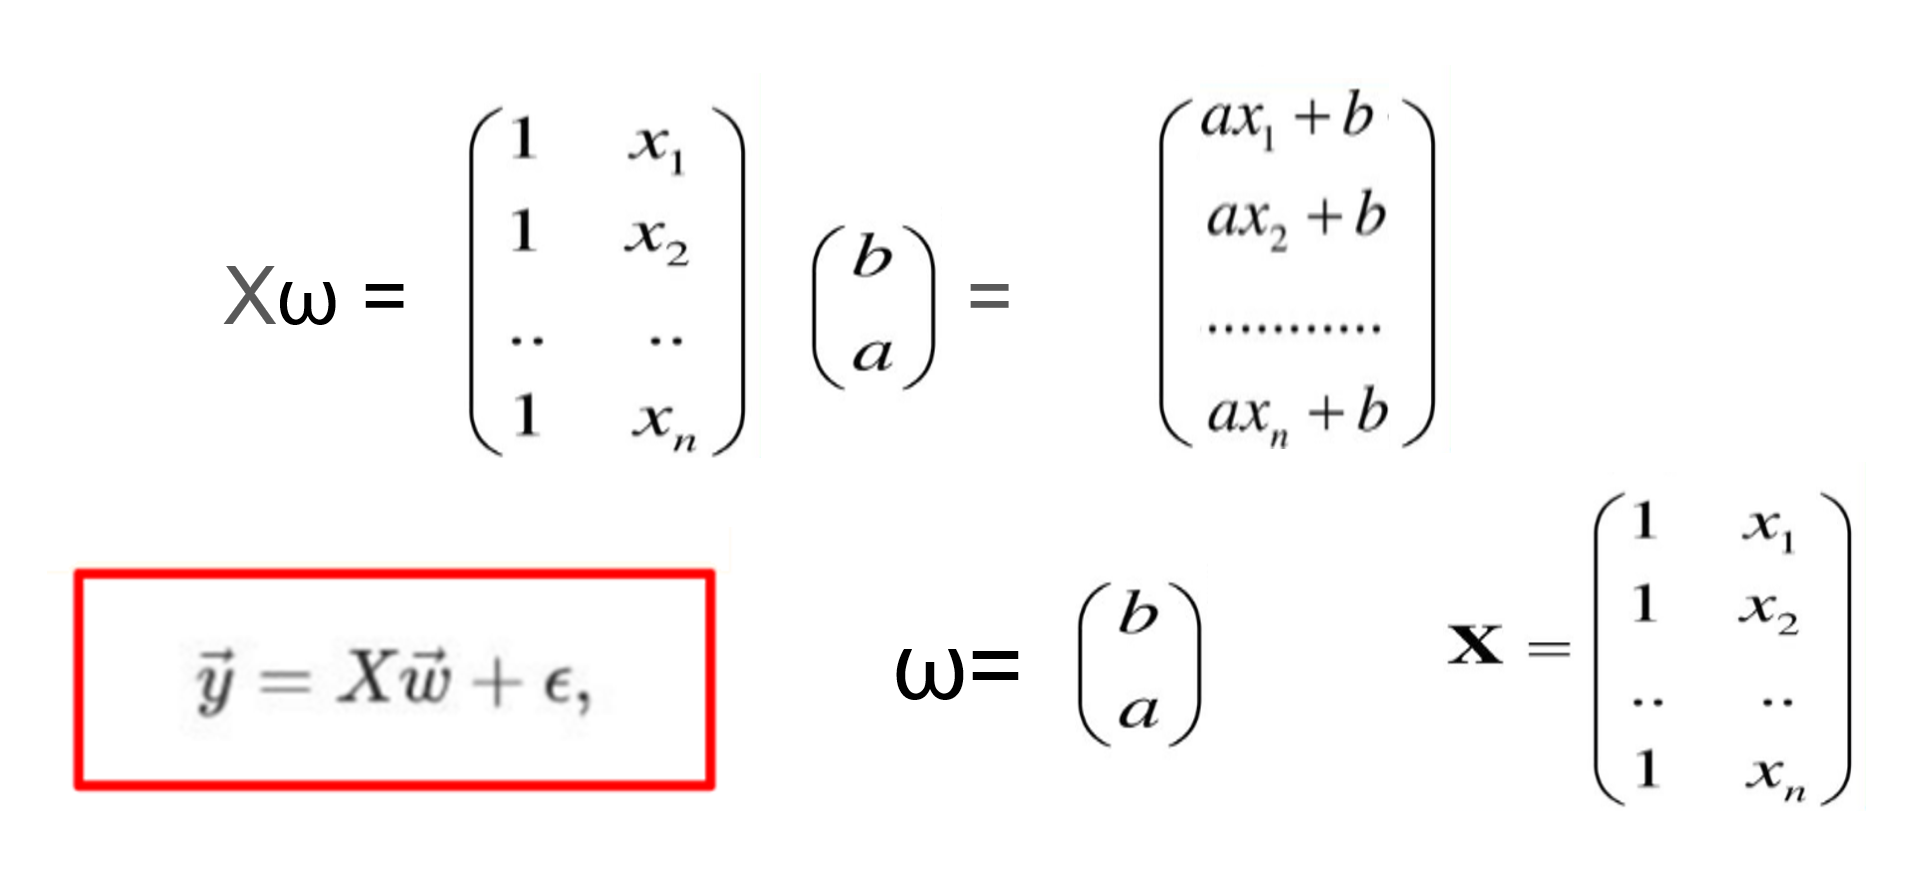 Xω = ( 1 x₁ ; 1 x₂ ; .. .. ; 1 xₙ ) ( b ; a ) = ( ax₁ + b ; ax₂ + b ; ........... ; axₙ + b )
y⃗ = Xw⃗ + ϵ,
ω= ( b ; a )
X = ( 1 x₁ ; 1 x₂ ; .. .. ; 1 xₙ )